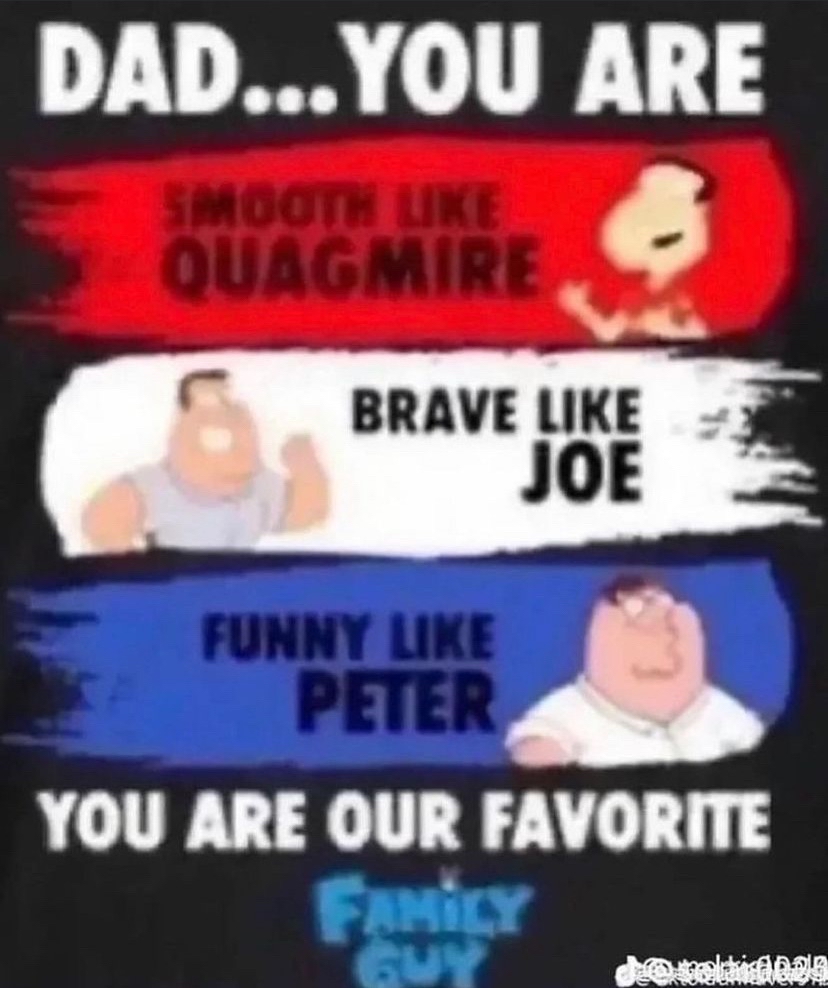 DAD...YOU ARE
SMOOTH LIKE
QUAGMIRE
BRAVE LIKE
JOE
FUNNY LIKE
PETER
YOU ARE OUR FAVORITE
FAMiLY
GUY